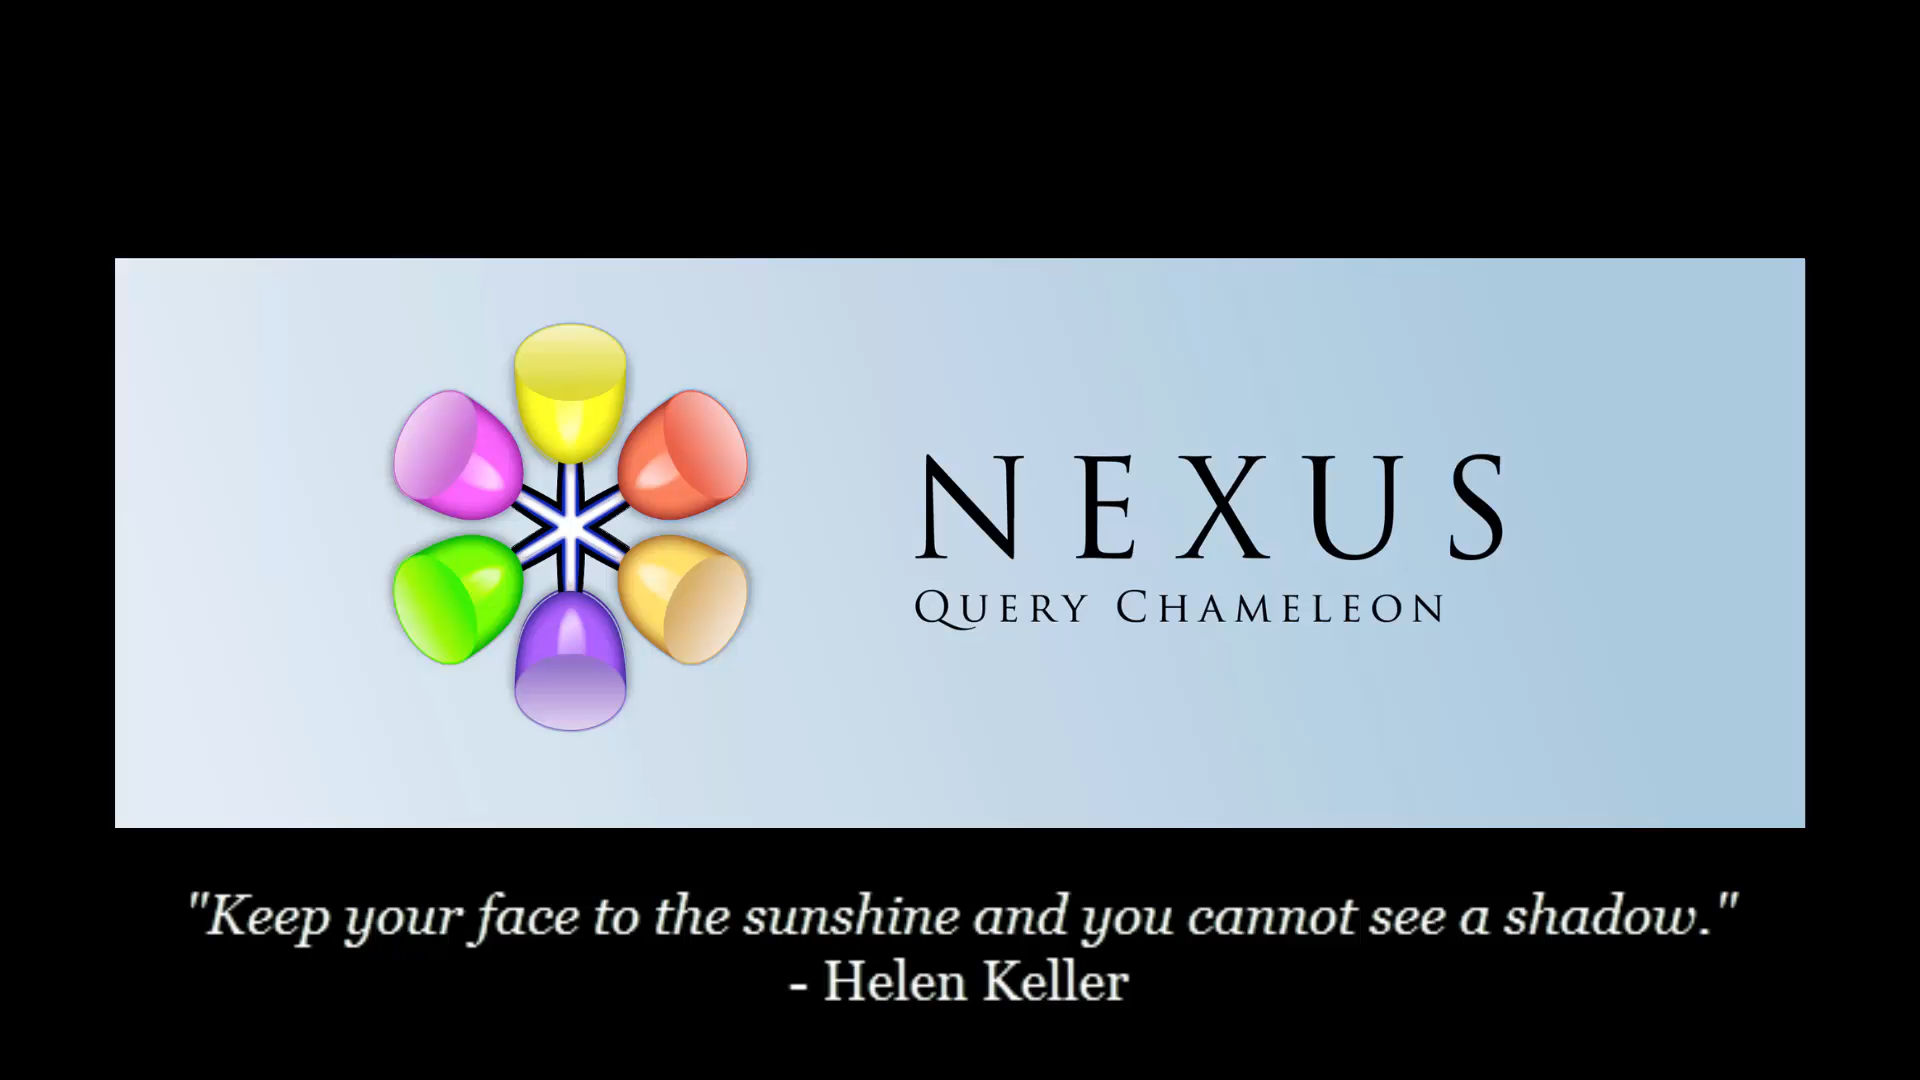 NEXUS
QUERY CHAMELEON
"Keep your face to the sunshine and you cannot see a shadow."
- Helen Keller